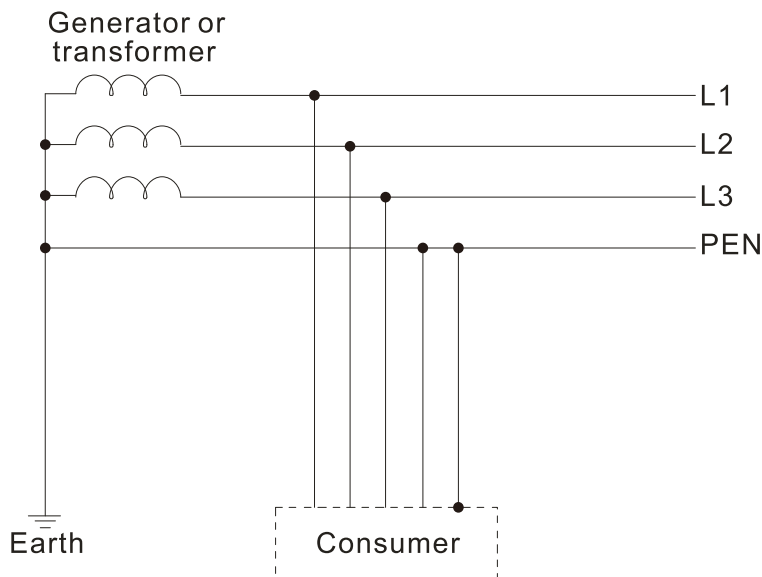 Generator or
transformer
L1
L2
L3
PEN
Earth
Consumer